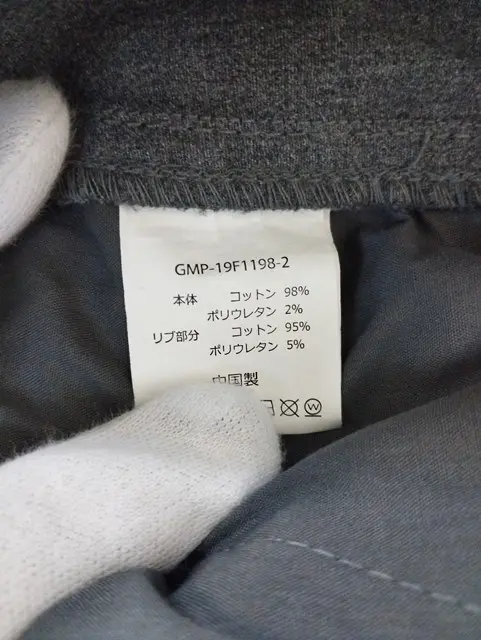 GMP-19F1198-2
本体 コットン 98%
ポリウレタン 2%
リブ部分 コットン 95%
ポリウレタン 5%
中国製